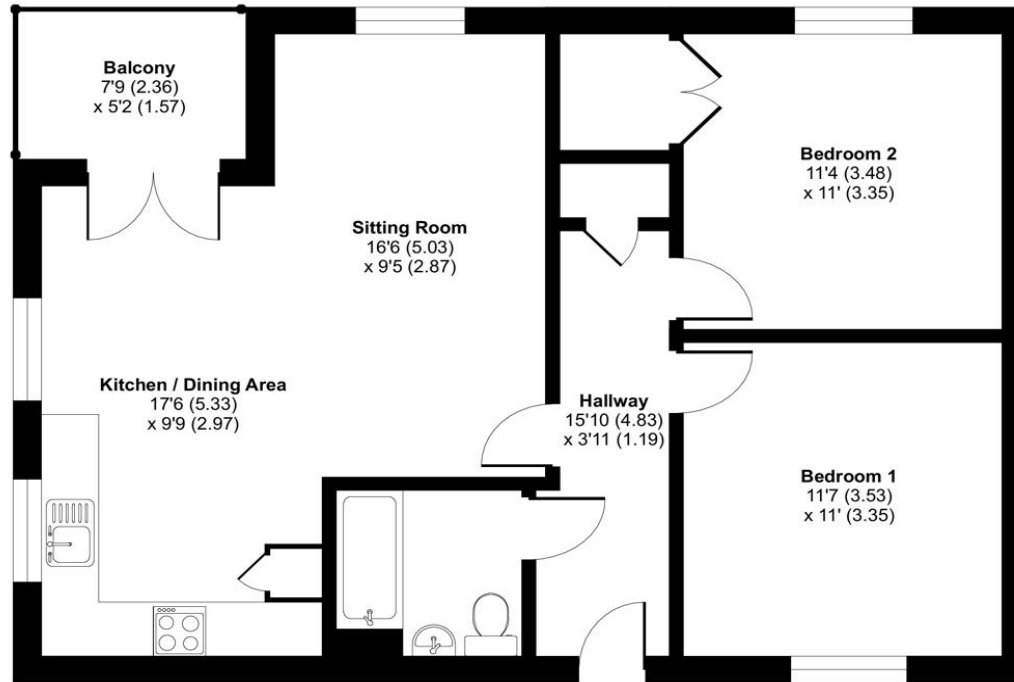 Balcony
7'9 (2.36)
x 5'2 (1.57)
Sitting Room
16'6 (5.03)
x 9'5 (2.87)
Bedroom 2
11'4 (3.48)
x 11' (3.35)
Kitchen / Dining Area
17'6 (5.33)
x 9'9 (2.97)
Hallway
15'10 (4.83)
x 3'11 (1.19)
Bedroom 1
11'7 (3.53)
x 11' (3.35)